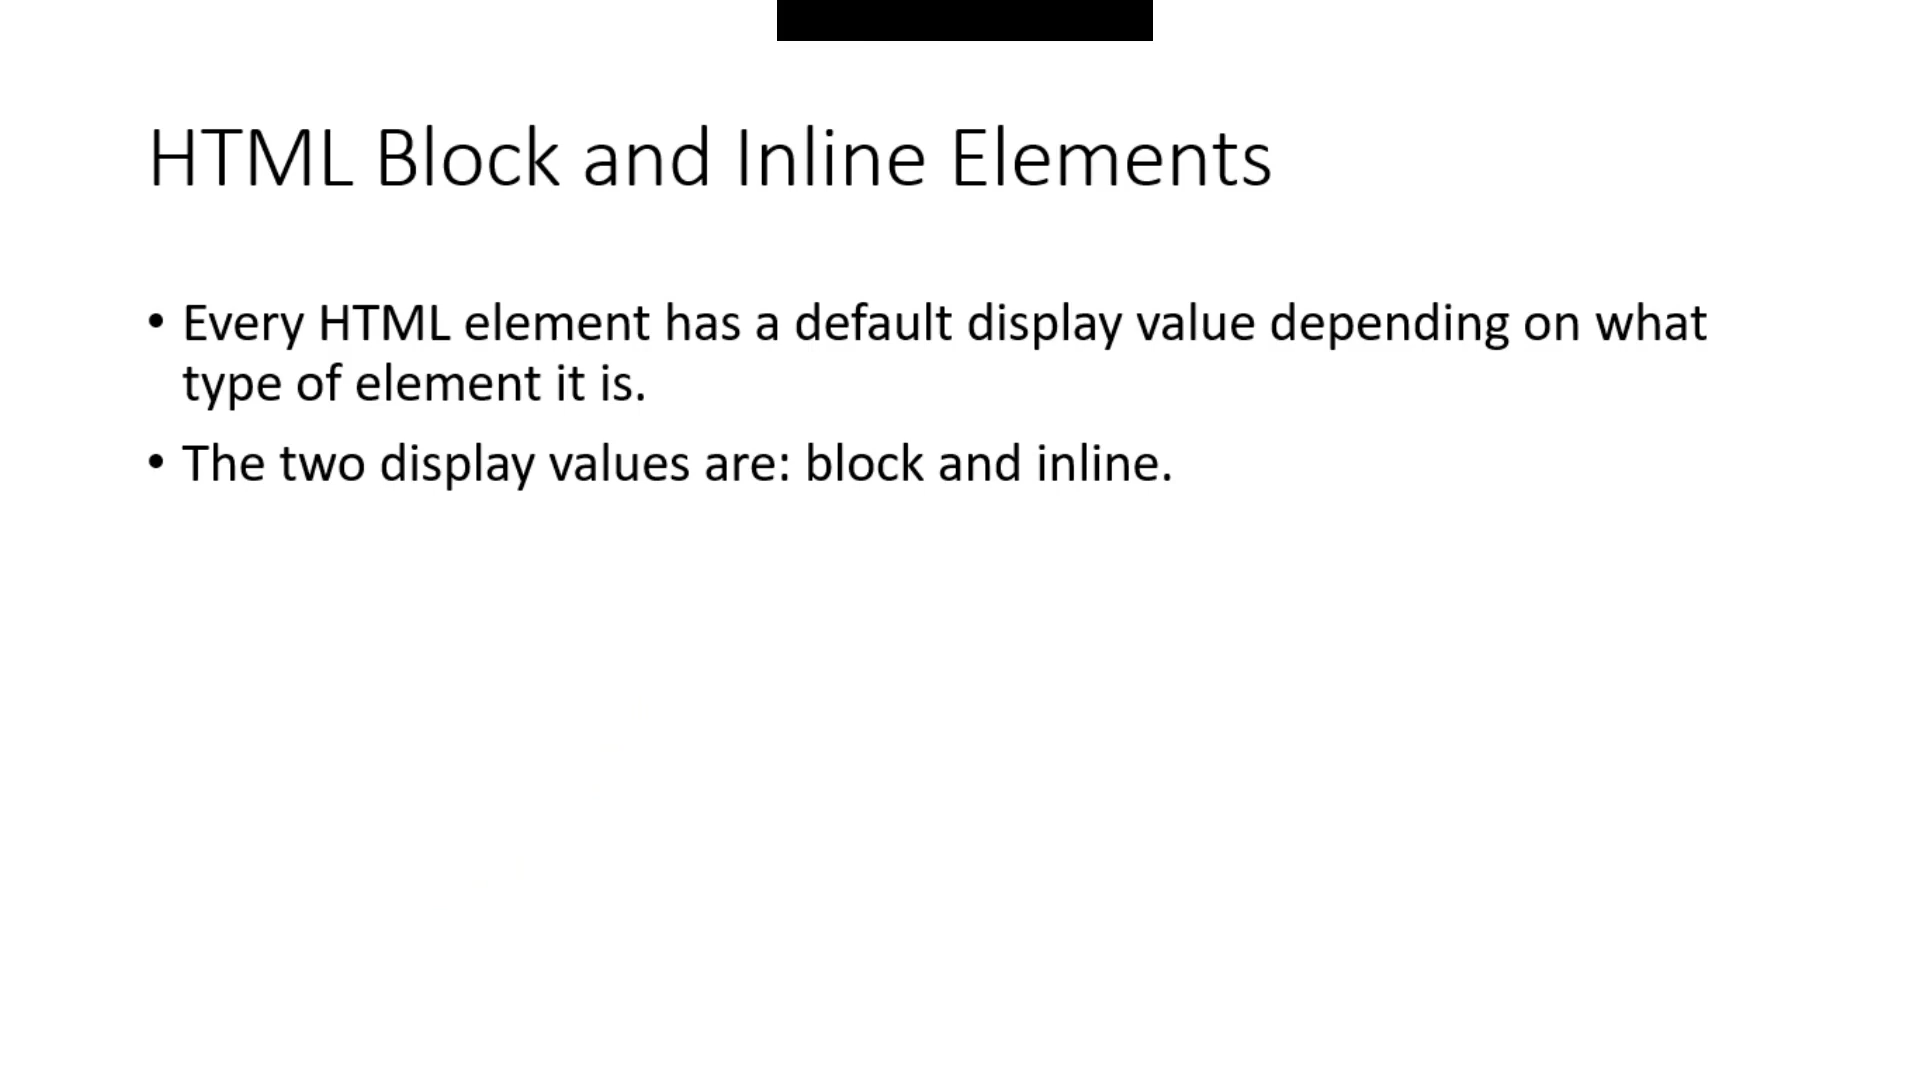 HTML Block and Inline Elements
• Every HTML element has a default display value depending on what
type of element it is.
• The two display values are: block and inline.